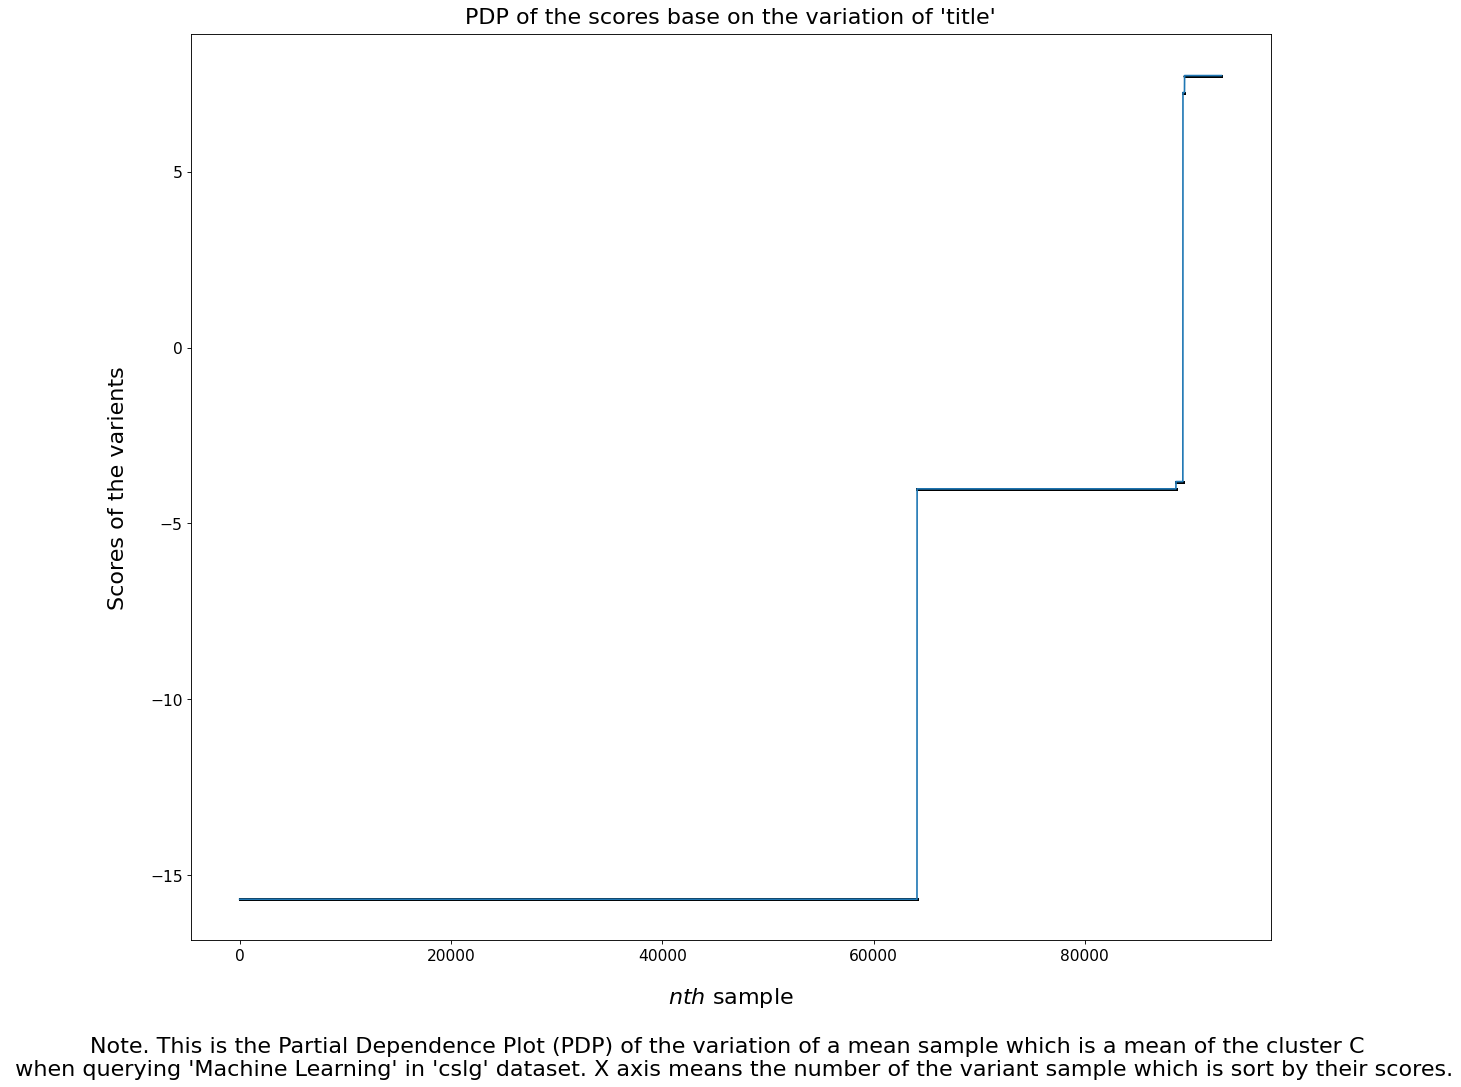 PDP of the scores base on the variation of 'title'
5
0
−5
−10
−15
Scores of the varients
0 20000 40000 60000 80000
nth sample
Note. This is the Partial Dependence Plot (PDP) of the variation of a mean sample which is a mean of the cluster C
when querying 'Machine Learning' in 'cslg' dataset. X axis means the number of the variant sample which is sort by their scores.